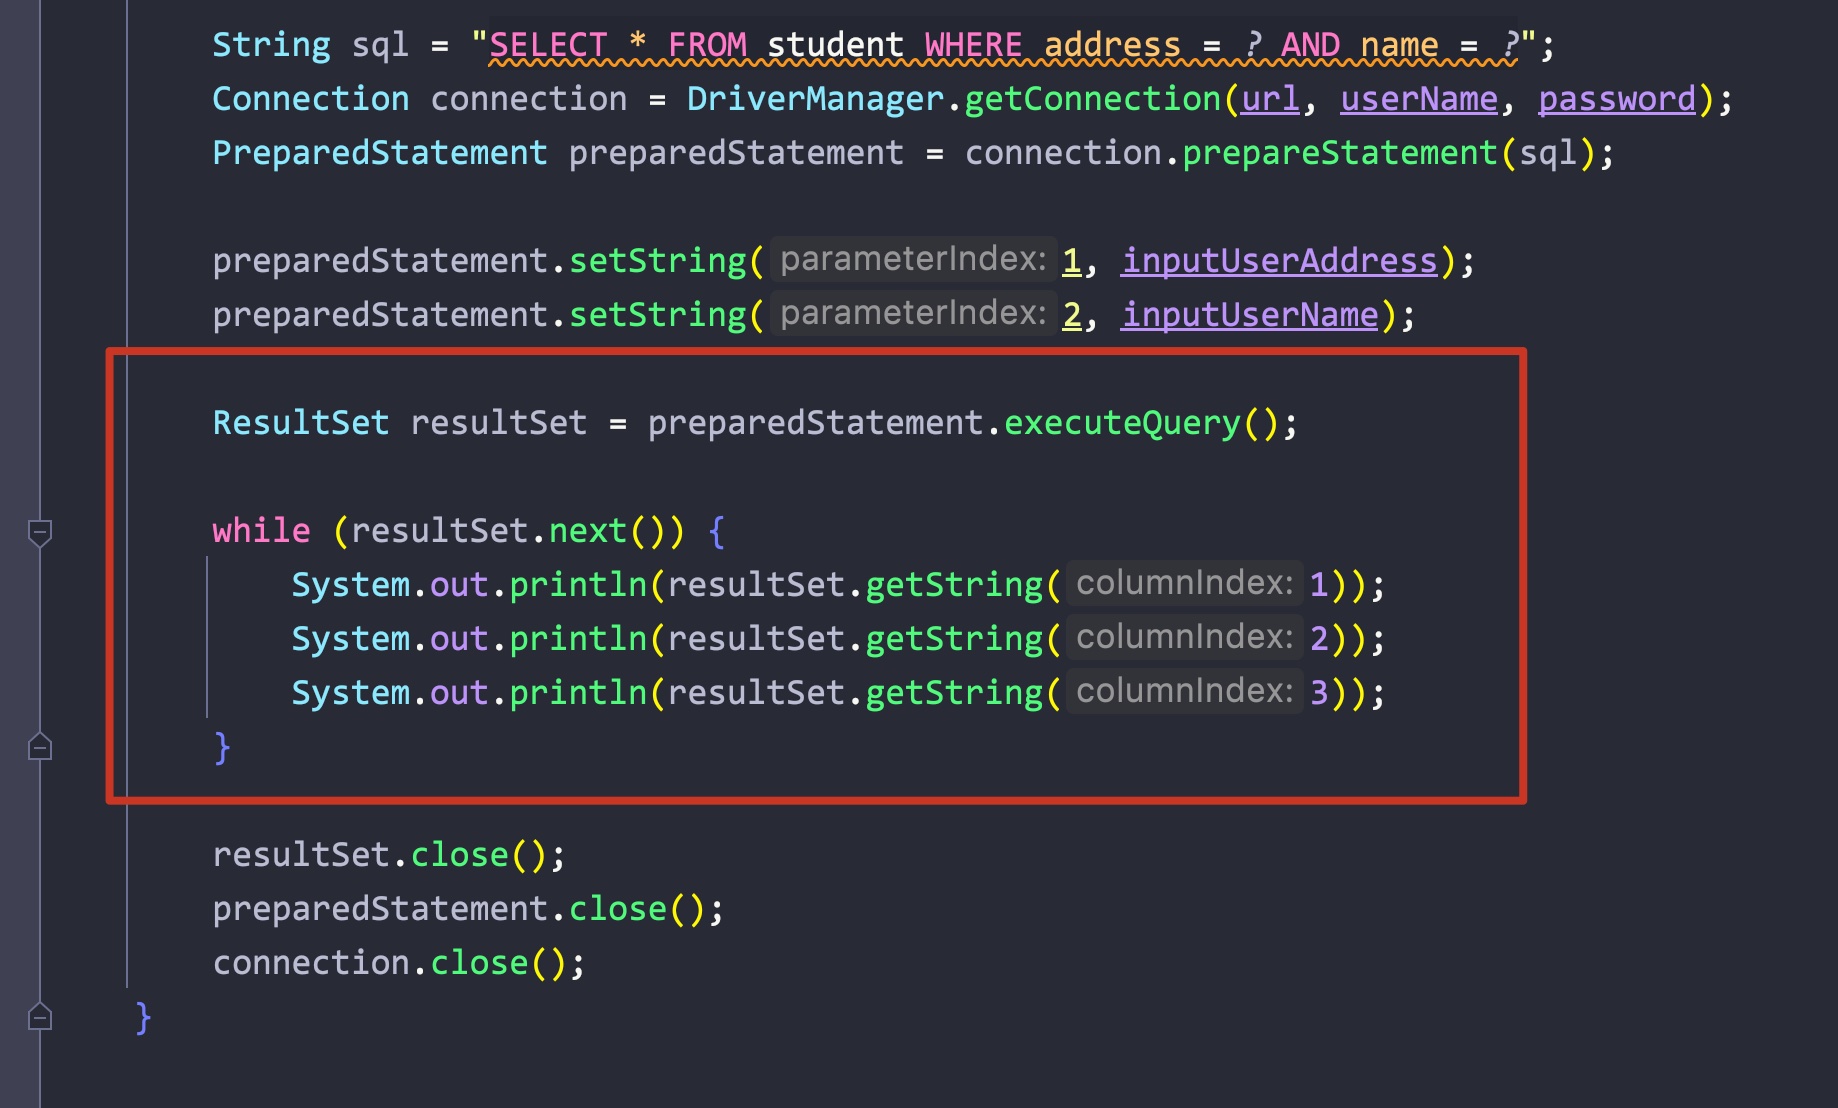 String sql = "SELECT * FROM student WHERE address = ? AND name = ?";
Connection connection = DriverManager.getConnection(url, userName, password);
PreparedStatement preparedStatement = connection.prepareStatement(sql);
preparedStatement.setString( parameterIndex: 1, inputUserAddress);
preparedStatement.setString( parameterIndex: 2, inputUserName);
ResultSet resultSet = preparedStatement.executeQuery();
while (resultSet.next()) {
System.out.println(resultSet.getString( columnIndex: 1));
System.out.println(resultSet.getString( columnIndex: 2));
System.out.println(resultSet.getString( columnIndex: 3));
}
resultSet.close();
preparedStatement.close();
connection.close();
}